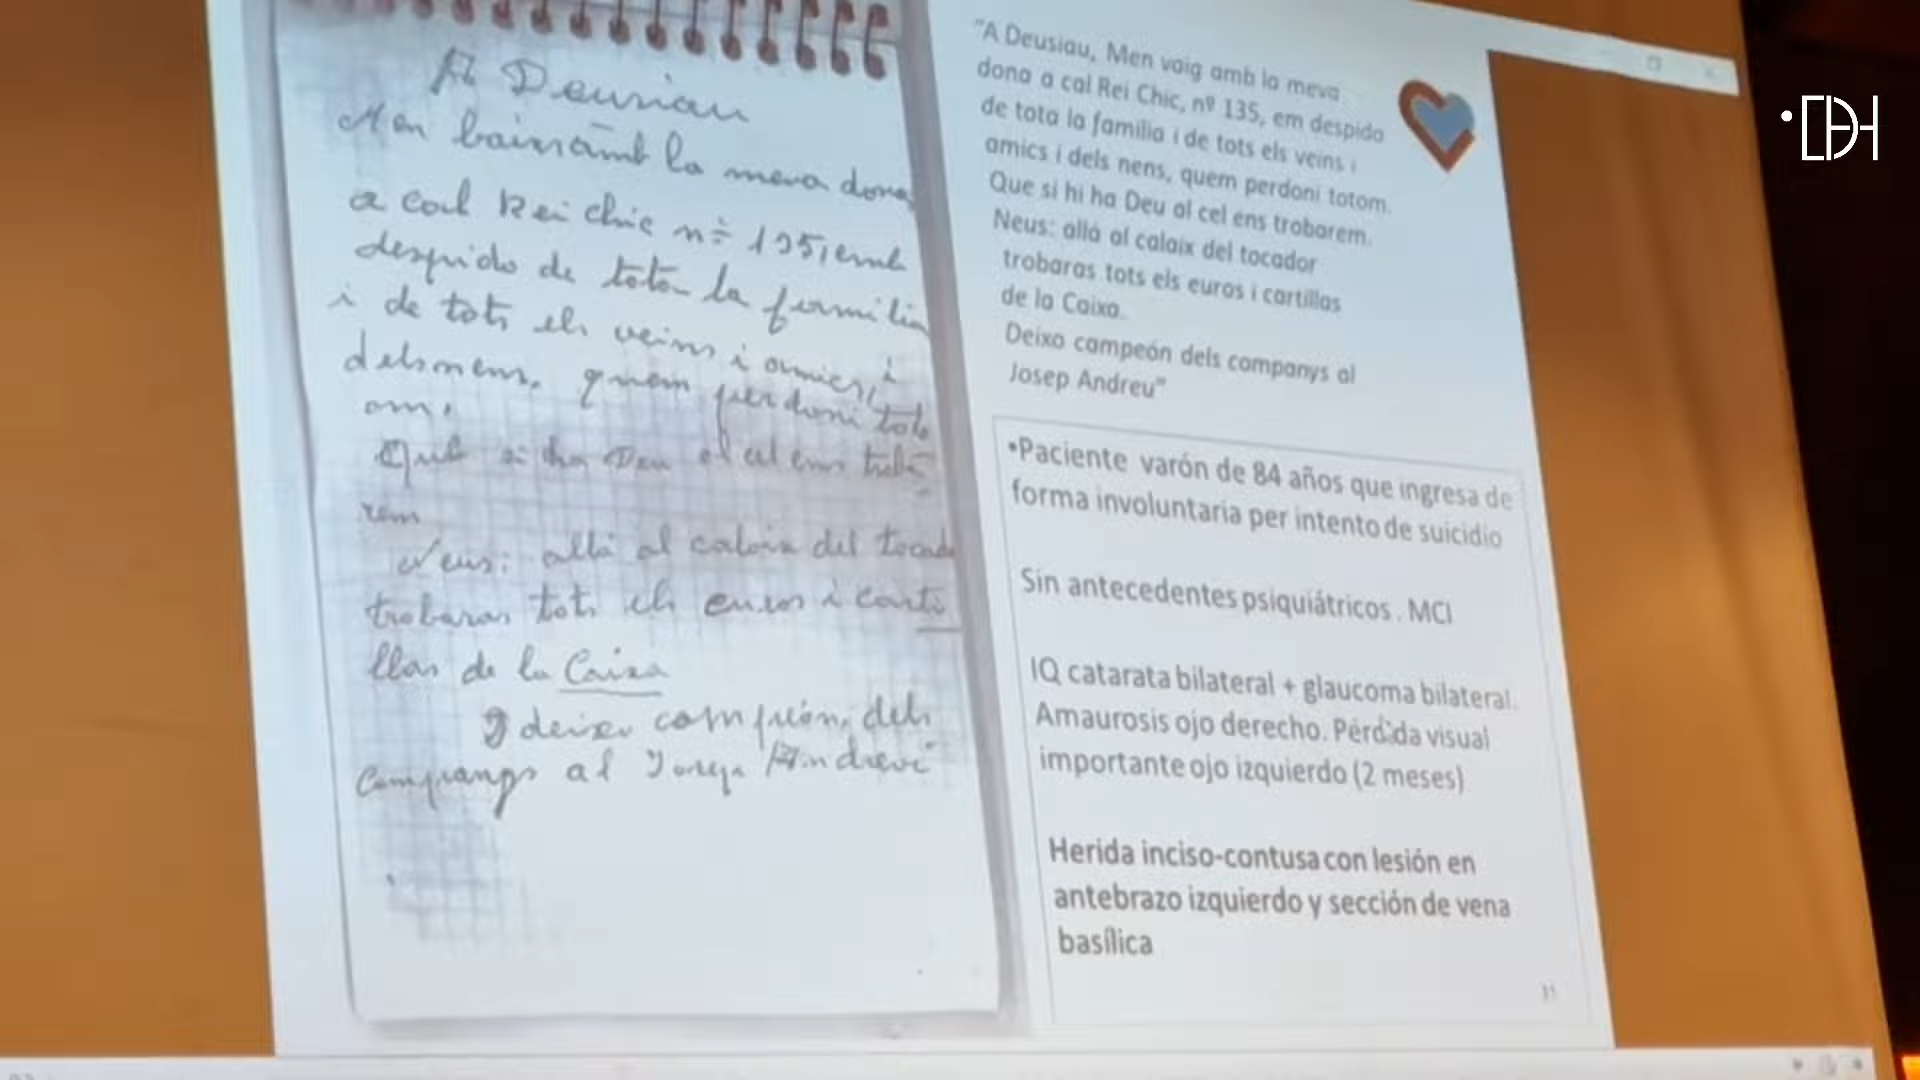 A Deusiau
Men baix amb la meva dona
a cal Rei chic nº 135, emb
despido de tota la familia
i de tots els veins i amics, i
dels nens, quem perdoni tot
om,
Que si ha Deu al cel ens trobà
rem
Neus: allà al calaix del tocado
trobaras tots els euros i carti
llas de la Caixa
deixo campeón dels
companys al Josep Andreu
"A Deusiau, Men vaig amb la meva
dona a cal Rei Chic, nº 135, em despido
de tota la família i de tots els veins i
amics i dels nens, quem perdoni totom.
Que si hi ha Deu al cel ens trobarem.
Neus: allá al calaix del tocador
trobaras tots els euros i cartillas
de la Caixa.
Deixo campeón dels companys al
Josep Andreu"
•Paciente varón de 84 años que ingresa de
forma involuntaria per intento de suicidio
Sin antecedentes psiquiátricos. MCI
IQ catarata bilateral + glaucoma bilateral.
Amaurosis ojo derecho. Pérdida visual
importante ojo izquierdo (2 meses)
Herida inciso-contusa con lesión en
antebrazo izquierdo y sección de vena
basílica
31